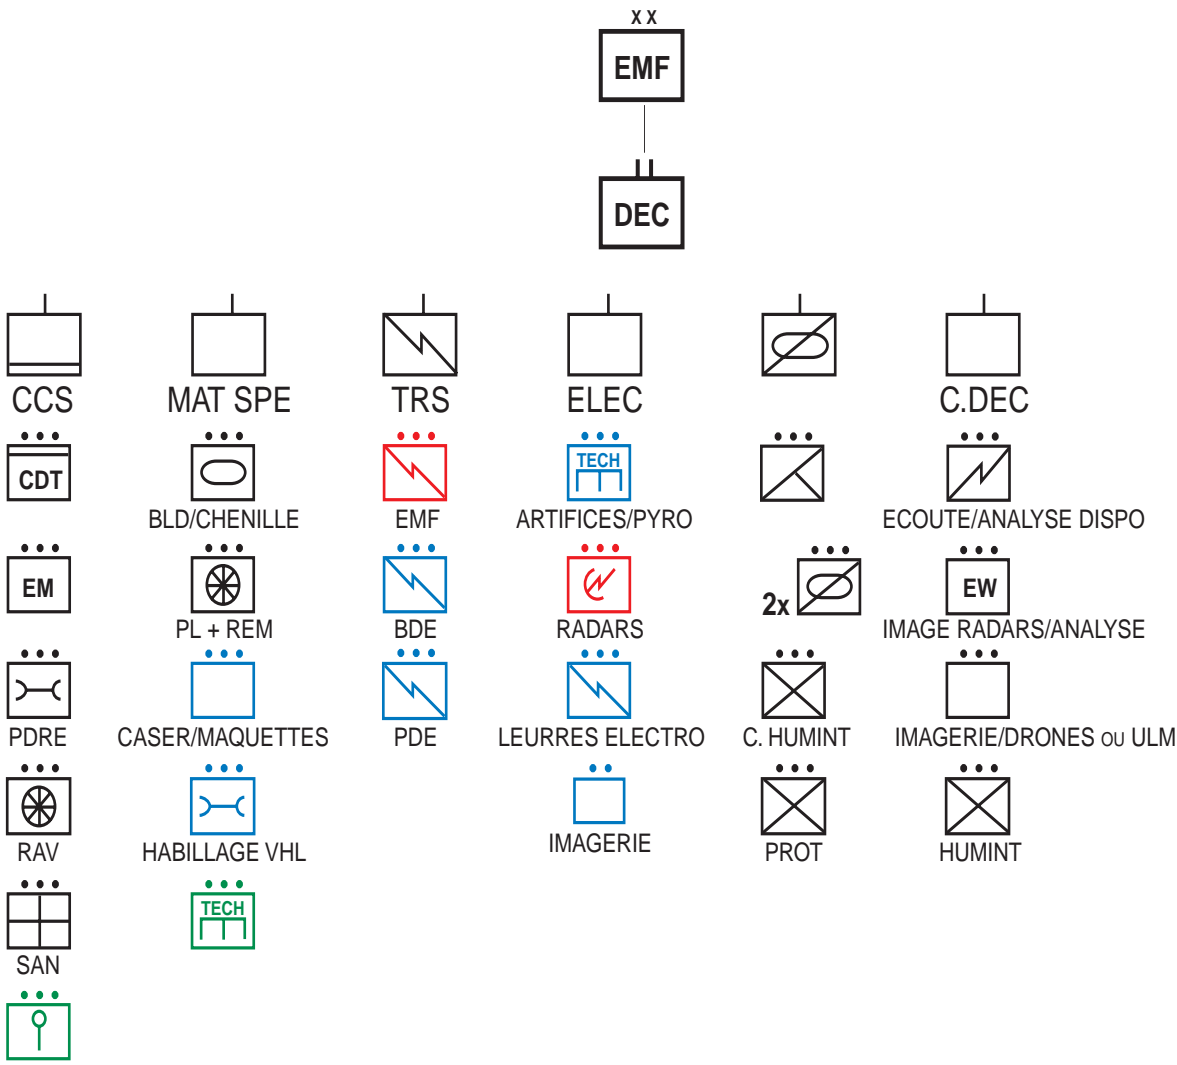 X X
EMF
DEC
CCS MAT SPE TRS ELEC C.DEC
CDT TECH
BLD/CHENILLE EMF ARTIFICES/PYRO ECOUTE/ANALYSE DISPO
EM 2x EW
PL + REM BDE RADARS IMAGE RADARS/ANALYSE
PDRE CASER/MAQUETTES PDE LEURRES ELECTRO C. HUMINT IMAGERIE/DRONES OU ULM
RAV HABILLAGE VHL IMAGERIE PROT HUMINT
TECH
SAN